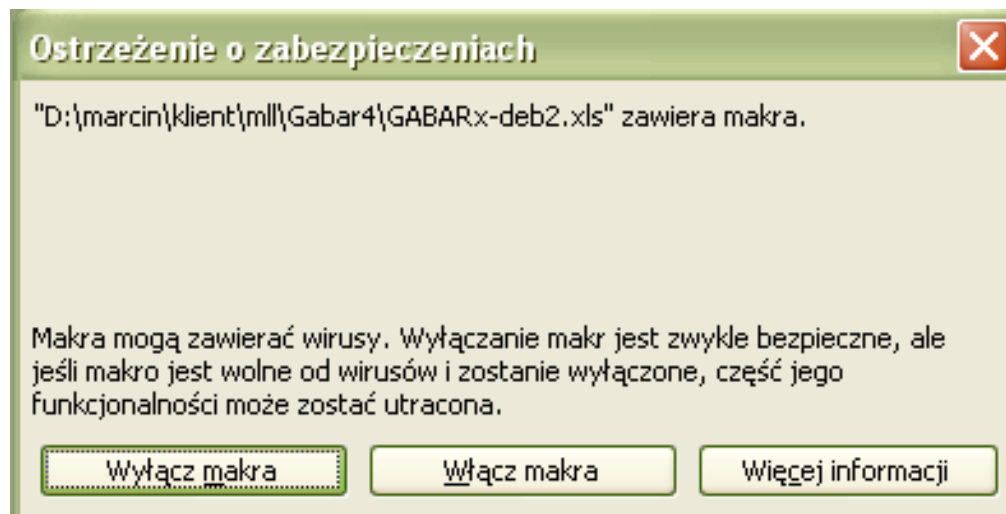 Ostrzeżenie o zabezpieczeniach
"D:\marcin\klient\mll\Gabar4\GABARx-deb2.xls" zawiera makra.
Makra mogą zawierać wirusy. Wyłączanie makr jest zwykle bezpieczne, ale
jeśli makro jest wolne od wirusów i zostanie wyłączone, część jego
funkcjonalności może zostać utracona.
Wyłącz makra
Włącz makra
Więcej informacji